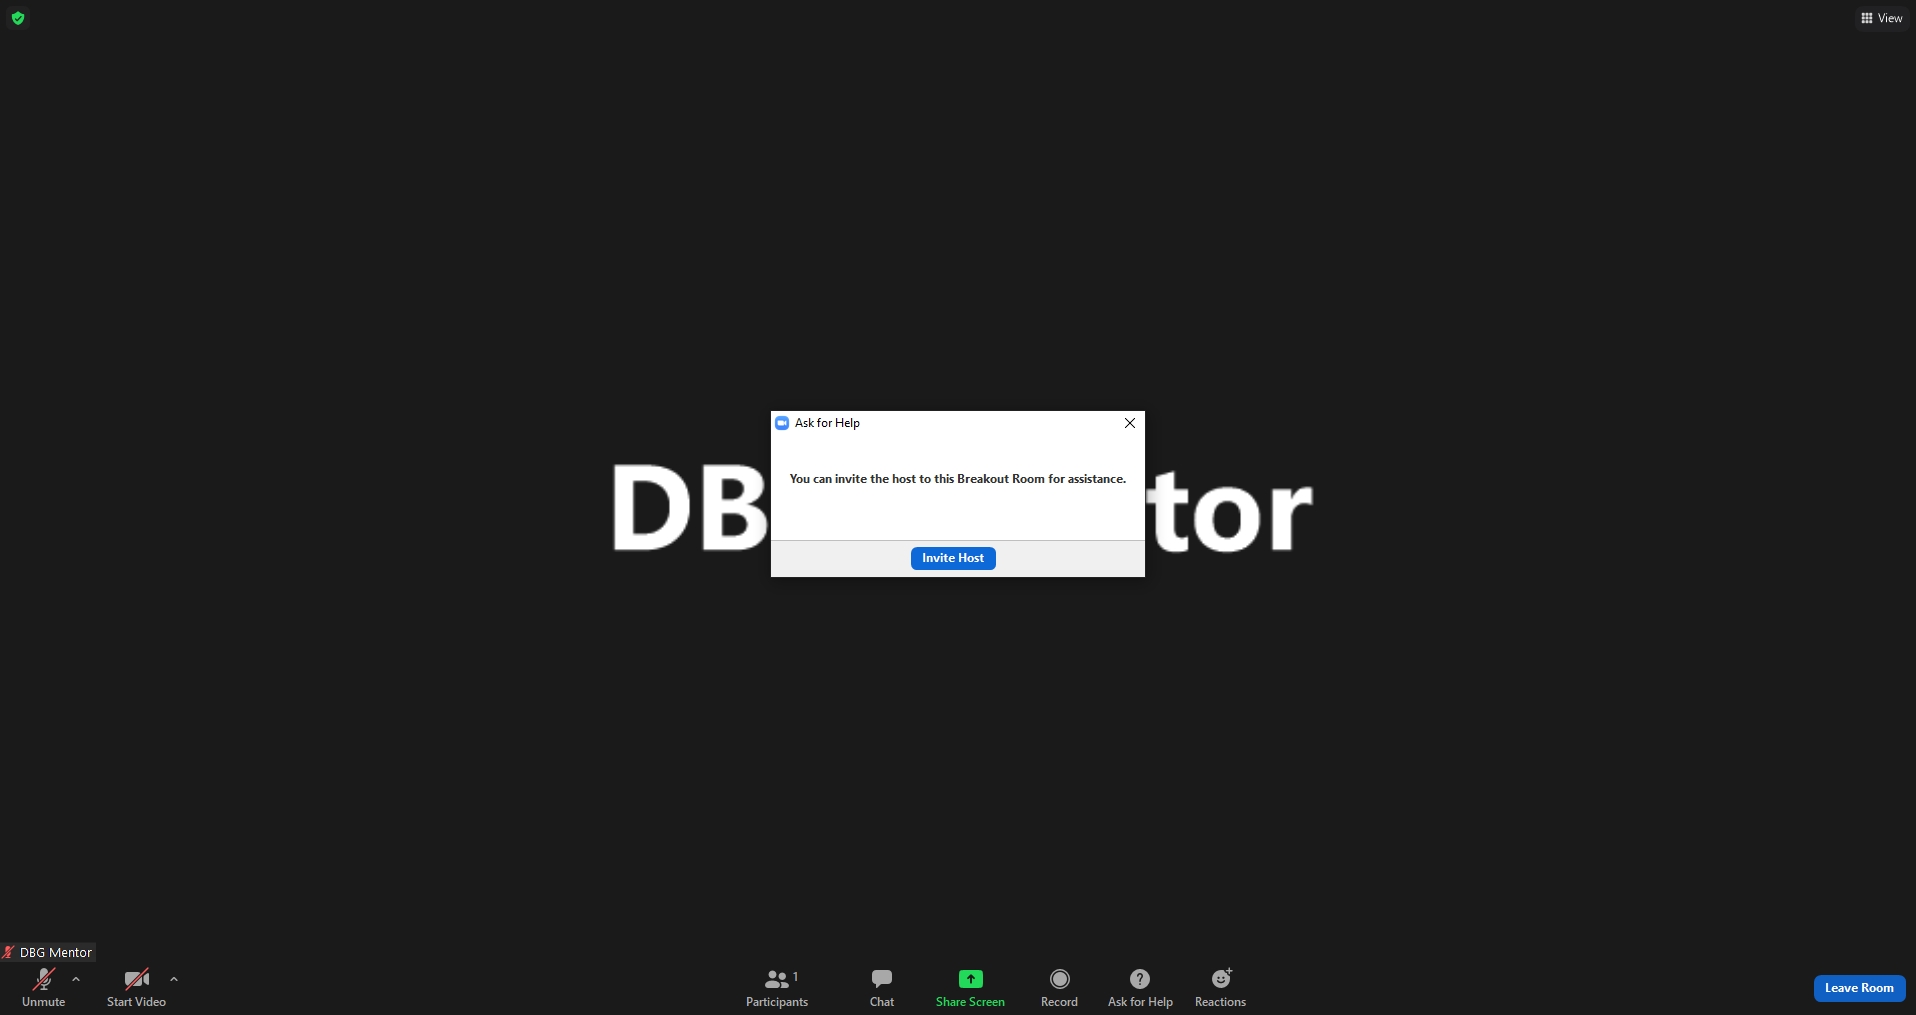 View
Ask for Help
You can invite the host to this Breakout Room for assistance.
DB
tor
Invite Host
DBG Mentor
Unmute
Start Video
1
Participants
Chat
Share Screen
Record
Ask for Help
Reactions
Leave Room